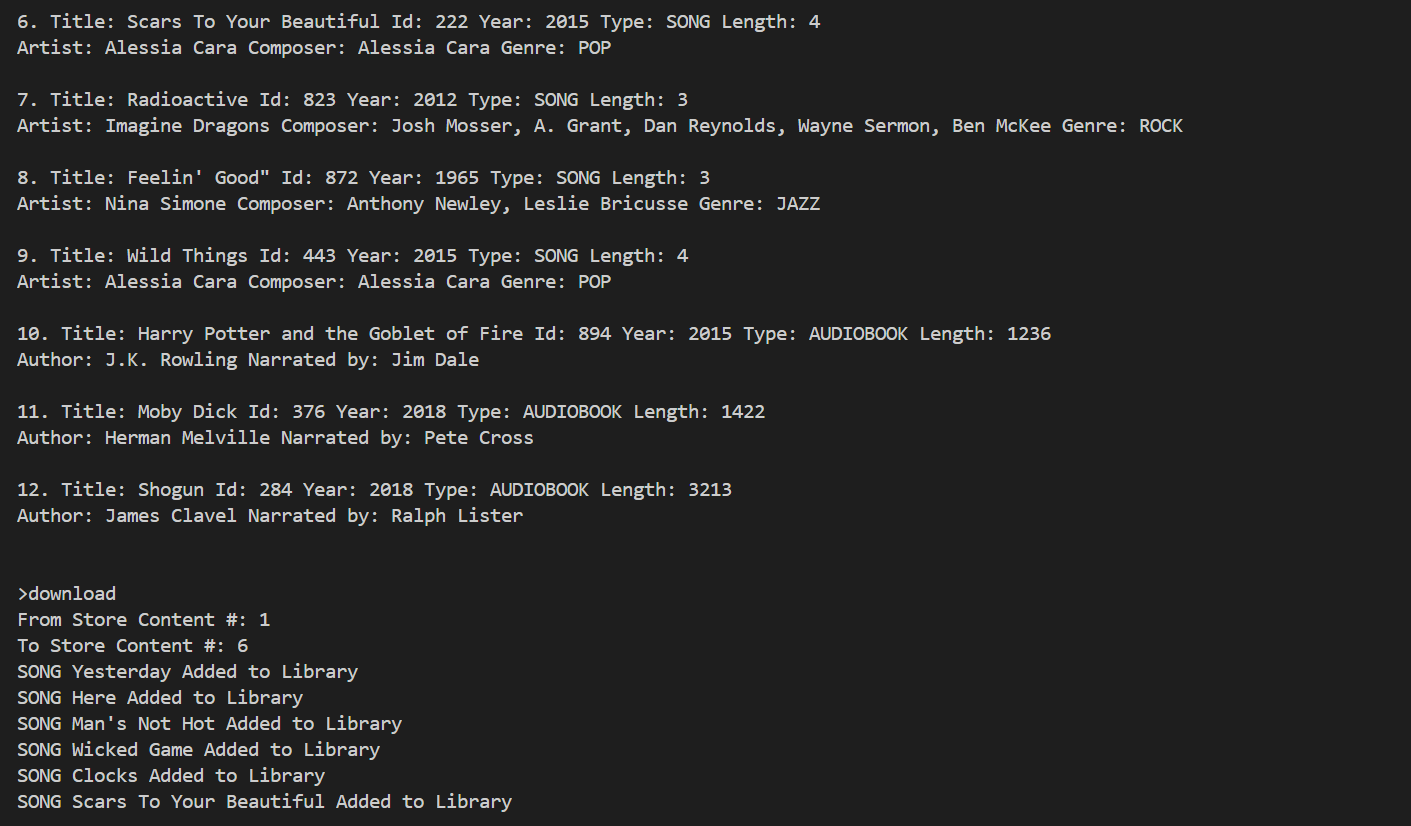 6. Title: Scars To Your Beautiful Id: 222 Year: 2015 Type: SONG Length: 4
Artist: Alessia Cara Composer: Alessia Cara Genre: POP
7. Title: Radioactive Id: 823 Year: 2012 Type: SONG Length: 3
Artist: Imagine Dragons Composer: Josh Mosser, A. Grant, Dan Reynolds, Wayne Sermon, Ben McKee Genre: ROCK
8. Title: Feelin' Good" Id: 872 Year: 1965 Type: SONG Length: 3
Artist: Nina Simone Composer: Anthony Newley, Leslie Bricusse Genre: JAZZ
9. Title: Wild Things Id: 443 Year: 2015 Type: SONG Length: 4
Artist: Alessia Cara Composer: Alessia Cara Genre: POP
10. Title: Harry Potter and the Goblet of Fire Id: 894 Year: 2015 Type: AUDIOBOOK Length: 1236
Author: J.K. Rowling Narrated by: Jim Dale
11. Title: Moby Dick Id: 376 Year: 2018 Type: AUDIOBOOK Length: 1422
Author: Herman Melville Narrated by: Pete Cross
12. Title: Shogun Id: 284 Year: 2018 Type: AUDIOBOOK Length: 3213
Author: James Clavel Narrated by: Ralph Lister
>download
From Store Content #: 1
To Store Content #: 6
SONG Yesterday Added to Library
SONG Here Added to Library
SONG Man's Not Hot Added to Library
SONG Wicked Game Added to Library
SONG Clocks Added to Library
SONG Scars To Your Beautiful Added to Library